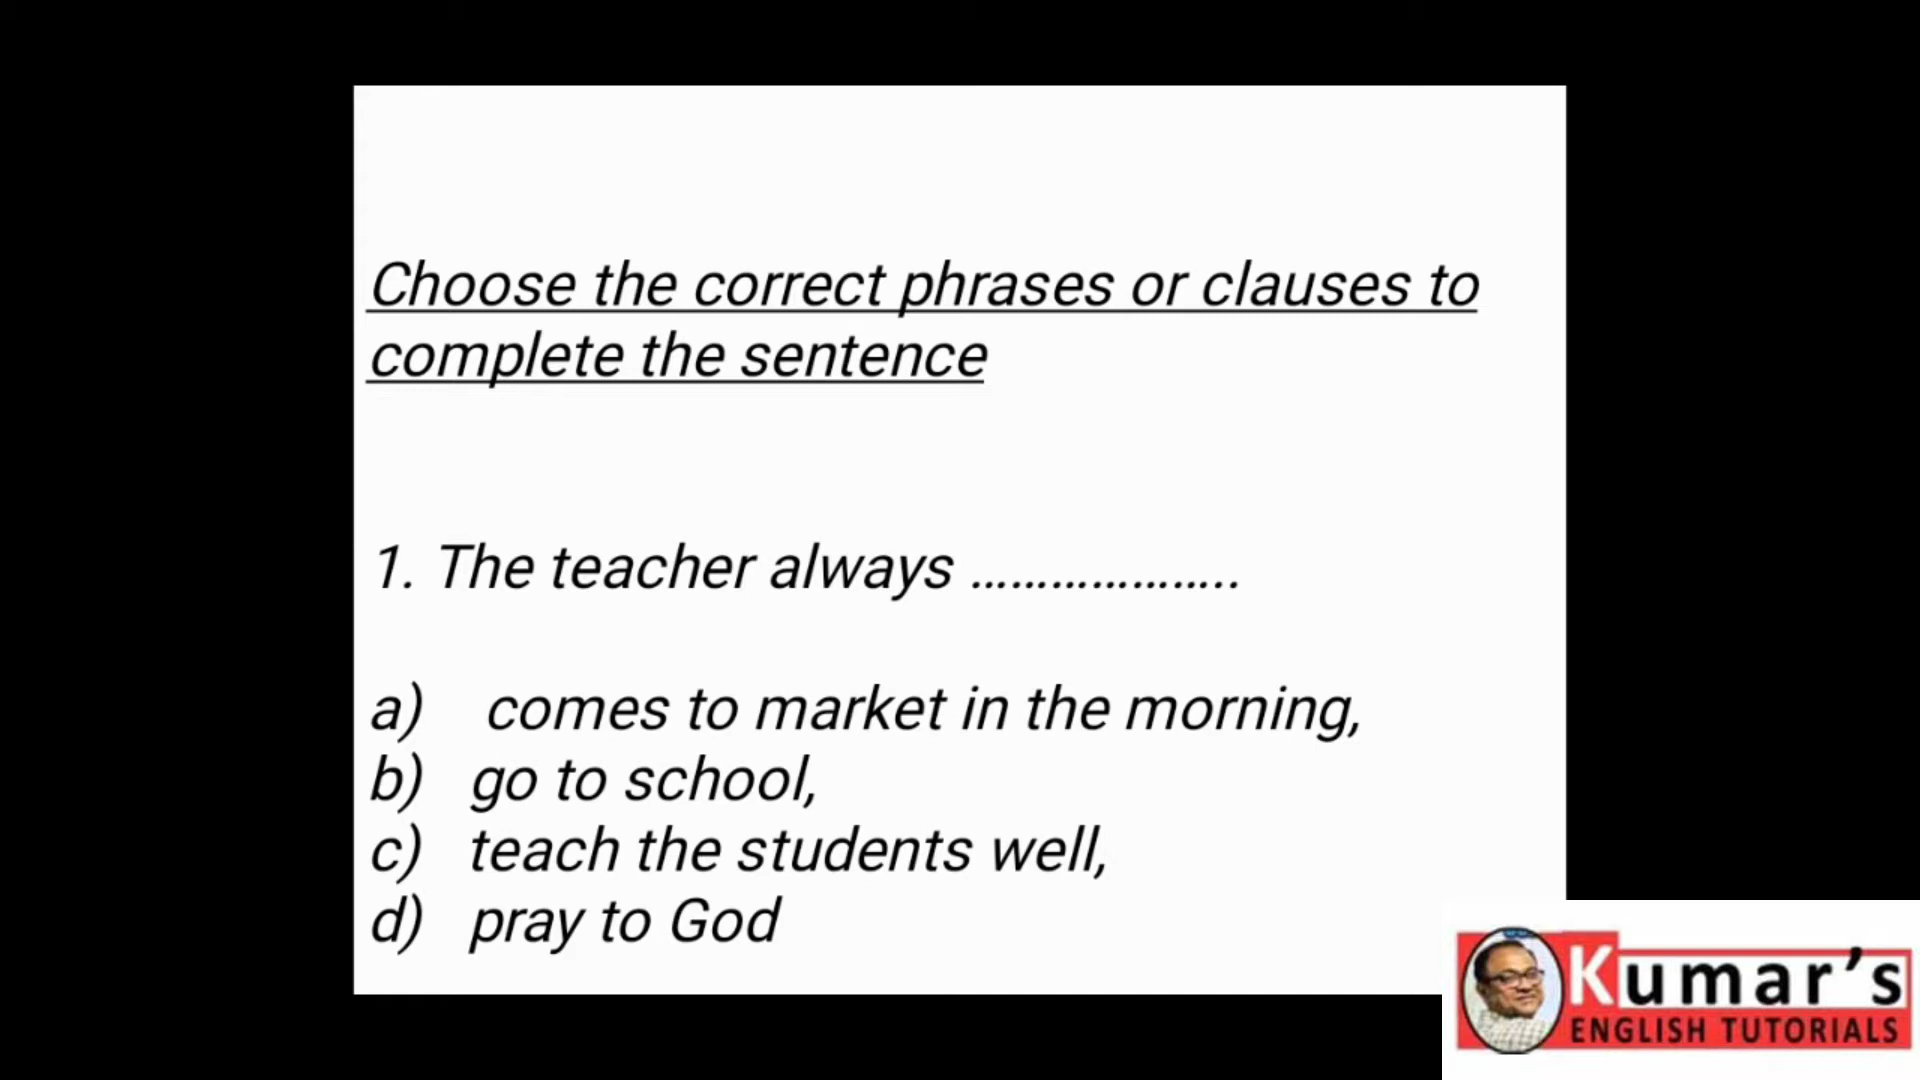 Choose the correct phrases or clauses to
complete the sentence
1. The teacher always ………………..
a) comes to market in the morning,
b) go to school,
c) teach the students well,
d) pray to God
Kumar's
ENGLISH TUTORIALS